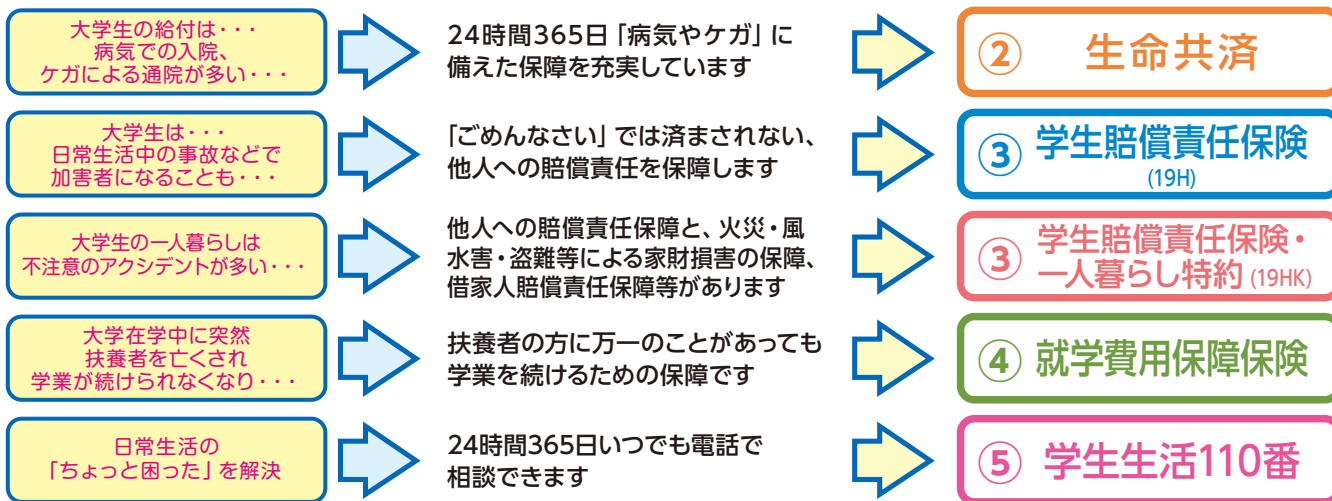 大学生の給付は・・・
病気での入院、
ケガによる通院が多い・・・
24時間365日「病気やケガ」に
備えた保障を充実しています
② 生命共済
大学生は・・・
日常生活中の事故などで
加害者になることも・・・
「ごめんなさい」では済まされない、
他人への賠償責任を保障します
③ 学生賠償責任保険
(19H)
大学生の一人暮らしは
不注意のアクシデントが多い・・・
他人への賠償責任保障と、火災・風
水害・盗難等による家財損害の保障、
借家人賠償責任保障等があります
③ 学生賠償責任保険・
一人暮らし特約 (19HK)
大学在学中に突然
扶養者を亡くされ
学業が続けられなくなり・・・
扶養者の方に万一のことがあっても
学業を続けるための保障です
④ 就学費用保障保険
日常生活の
「ちょっと困った」を解決
24時間365日いつでも電話で
相談できます
⑤ 学生生活110番